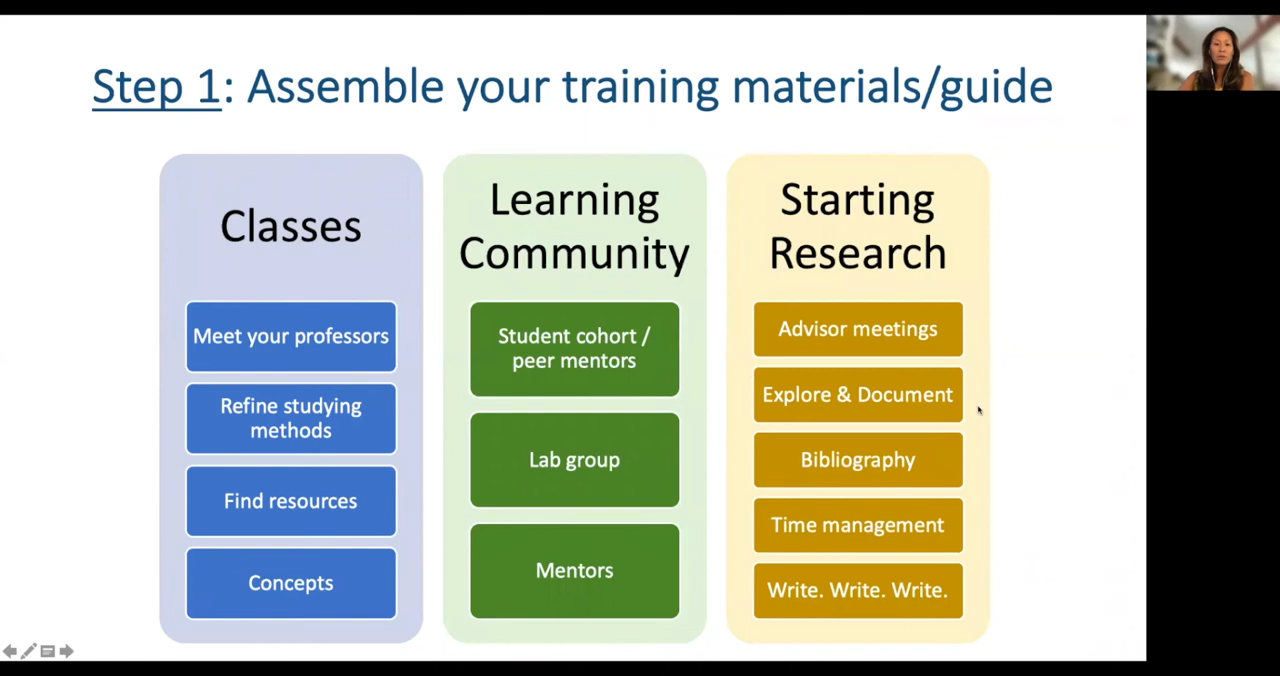 Step 1: Assemble your training materials/guide
Classes
Meet your professors
Refine studying
methods
Find resources
Concepts
Learning
Community
Student cohort /
peer mentors
Lab group
Mentors
Starting
Research
Advisor meetings
Explore & Document
Bibliography
Time management
Write. Write. Write.